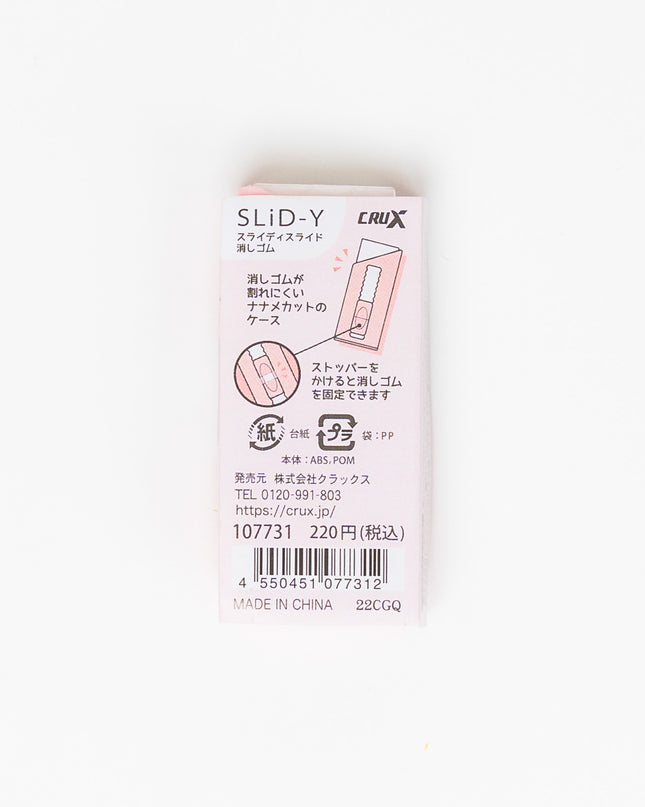 SLiD-Y CRUX
スライディスライド
消しゴム
消しゴムが
割れにくい
ナナメカットの
ケース
ストッパーを
かけると消しゴム
を固定できます
紙 台紙 プラ 袋：PP
本体：ABS，POM
発売元 株式会社クラックス
TEL 0120-991-803
https://crux.jp/
107731 220円(税込)
4 550451 077312
MADE IN CHINA 22CGQ